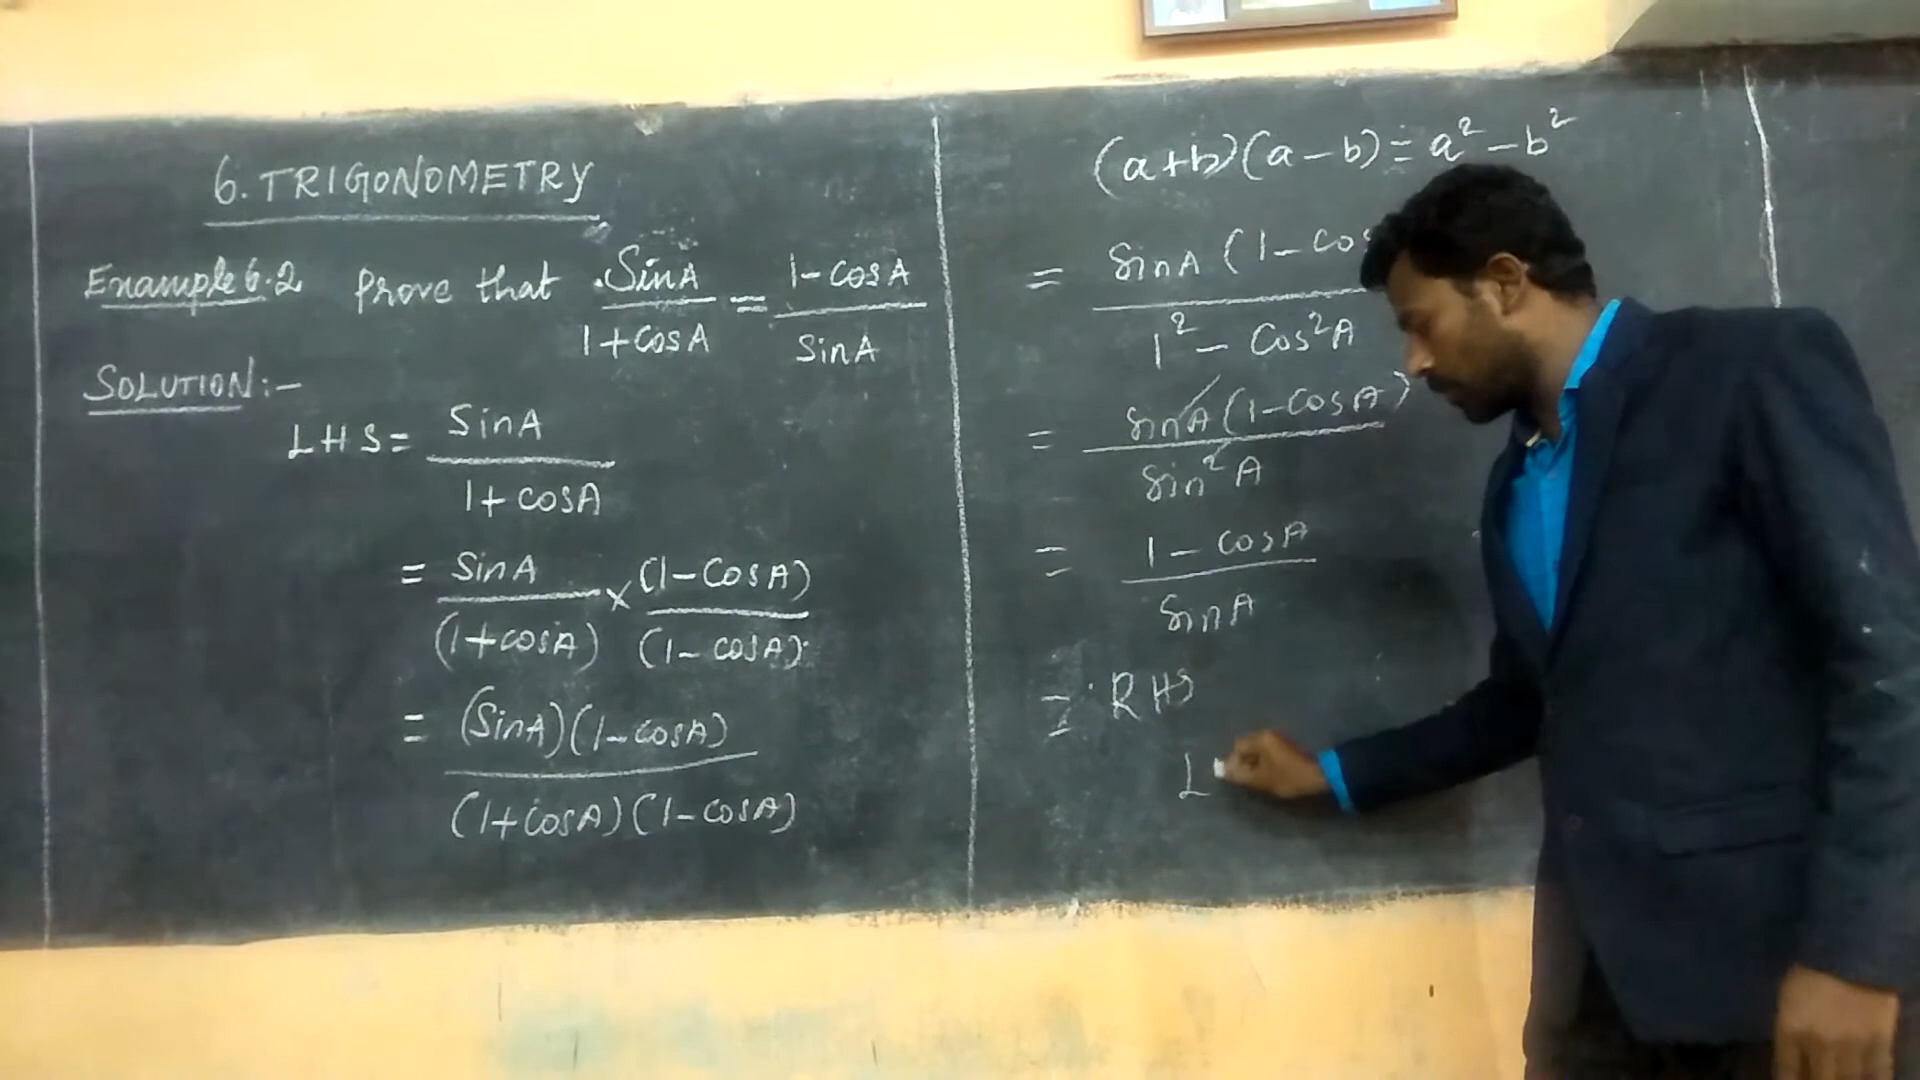 6. TRIGONOMETRY
Example 6.2 Prove that SinA / 1+cosA = 1-cosA / SinA
SOLUTION:-
LHS = SinA / 1+cosA
= SinA / (1+cosA) × (1-CosA) / (1-cosA)
= (SinA)(1-cosA) / (1+cosA)(1-cosA)
(a+b)(a-b) = a² - b²
= SinA (1-Cos / 1² - Cos²A
= SinA (1-CosA) / Sin²A
= 1 - cosA / SinA
= RHS
L